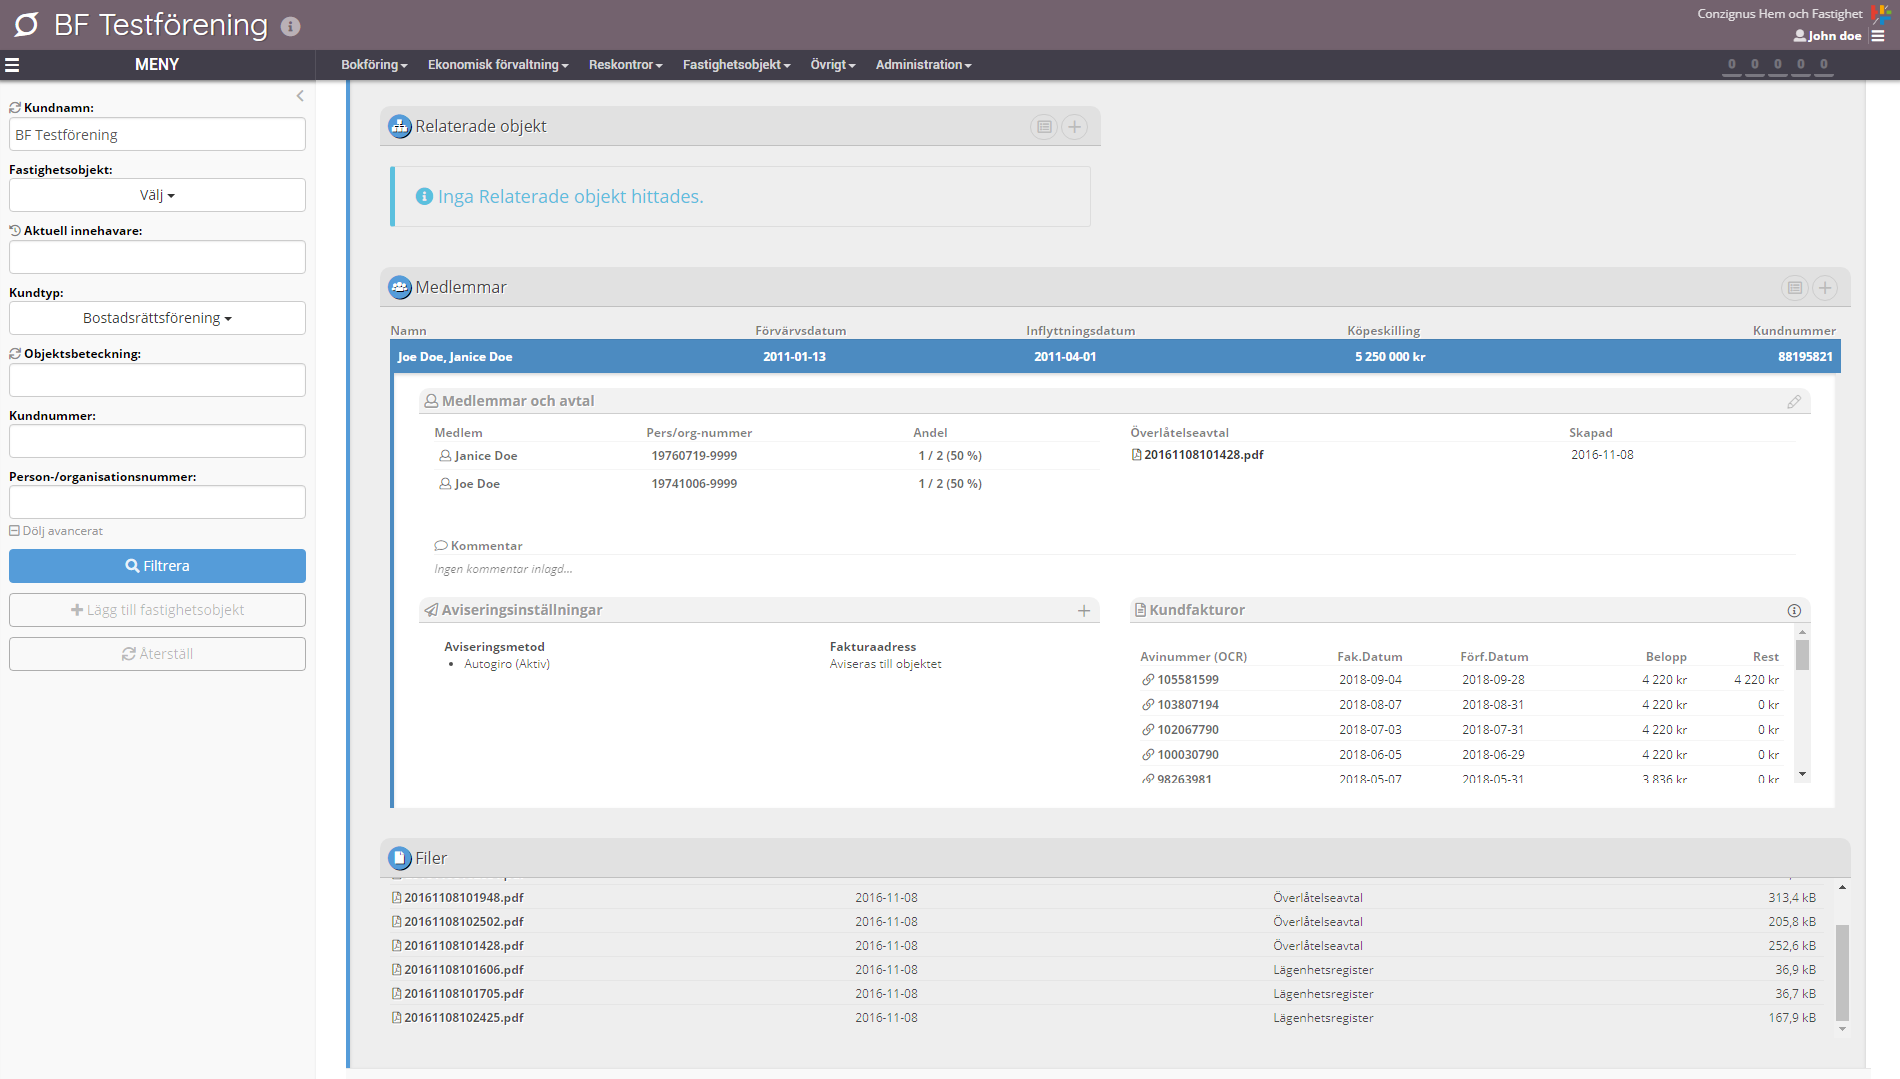 BF Testförening
Conzignus Hem och Fastighet
John doe
MENY
Bokföring Ekonomisk förvaltning Reskontror Fastighetsobjekt Övrigt Administration
0 0 0 0 0
Kundnamn:
BF Testförening
Fastighetsobjekt:
Välj
Aktuell innehavare:
Kundtyp:
Bostadsrättsförening
Objektsbeteckning:
Kundnummer:
Person-/organisationsnummer:
Dölj avancerat
Filtrera
Lägg till fastighetsobjekt
Återställ
Relaterade objekt
Inga Relaterade objekt hittades.
Medlemmar
Namn Förvärvsdatum Inflyttningsdatum Köpeskilling Kundnummer
Joe Doe, Janice Doe 2011-01-13 2011-04-01 5 250 000 kr 88195821
Medlemmar och avtal
Medlem Pers/org-nummer Andel Överlåtelseavtal Skapad
Janice Doe 19760719-9999 1 / 2 (50 %) 20161108101428.pdf 2016-11-08
Joe Doe 19741006-9999 1 / 2 (50 %)
Kommentar
Ingen kommentar inlagd...
Aviseringsinställningar
Aviseringsmetod Fakturaadress
Autogiro (Aktiv) Aviseras till objektet
Kundfakturor
Avinummer (OCR) Fak.Datum Förf.Datum Belopp Rest
105581599 2018-09-04 2018-09-28 4 220 kr 4 220 kr
103807194 2018-08-07 2018-08-31 4 220 kr 0 kr
102067790 2018-07-03 2018-07-31 4 220 kr 0 kr
100030790 2018-06-05 2018-06-29 4 220 kr 0 kr
98263981 2018-05-07 2018-05-31 3 836 kr 0 kr
Filer
20161108101948.pdf 2016-11-08 Överlåtelseavtal 313,4 kB
20161108102502.pdf 2016-11-08 Överlåtelseavtal 205,8 kB
20161108101428.pdf 2016-11-08 Överlåtelseavtal 252,6 kB
20161108101606.pdf 2016-11-08 Lägenhetsregister 36,9 kB
20161108101705.pdf 2016-11-08 Lägenhetsregister 36,7 kB
20161108102425.pdf 2016-11-08 Lägenhetsregister 167,9 kB